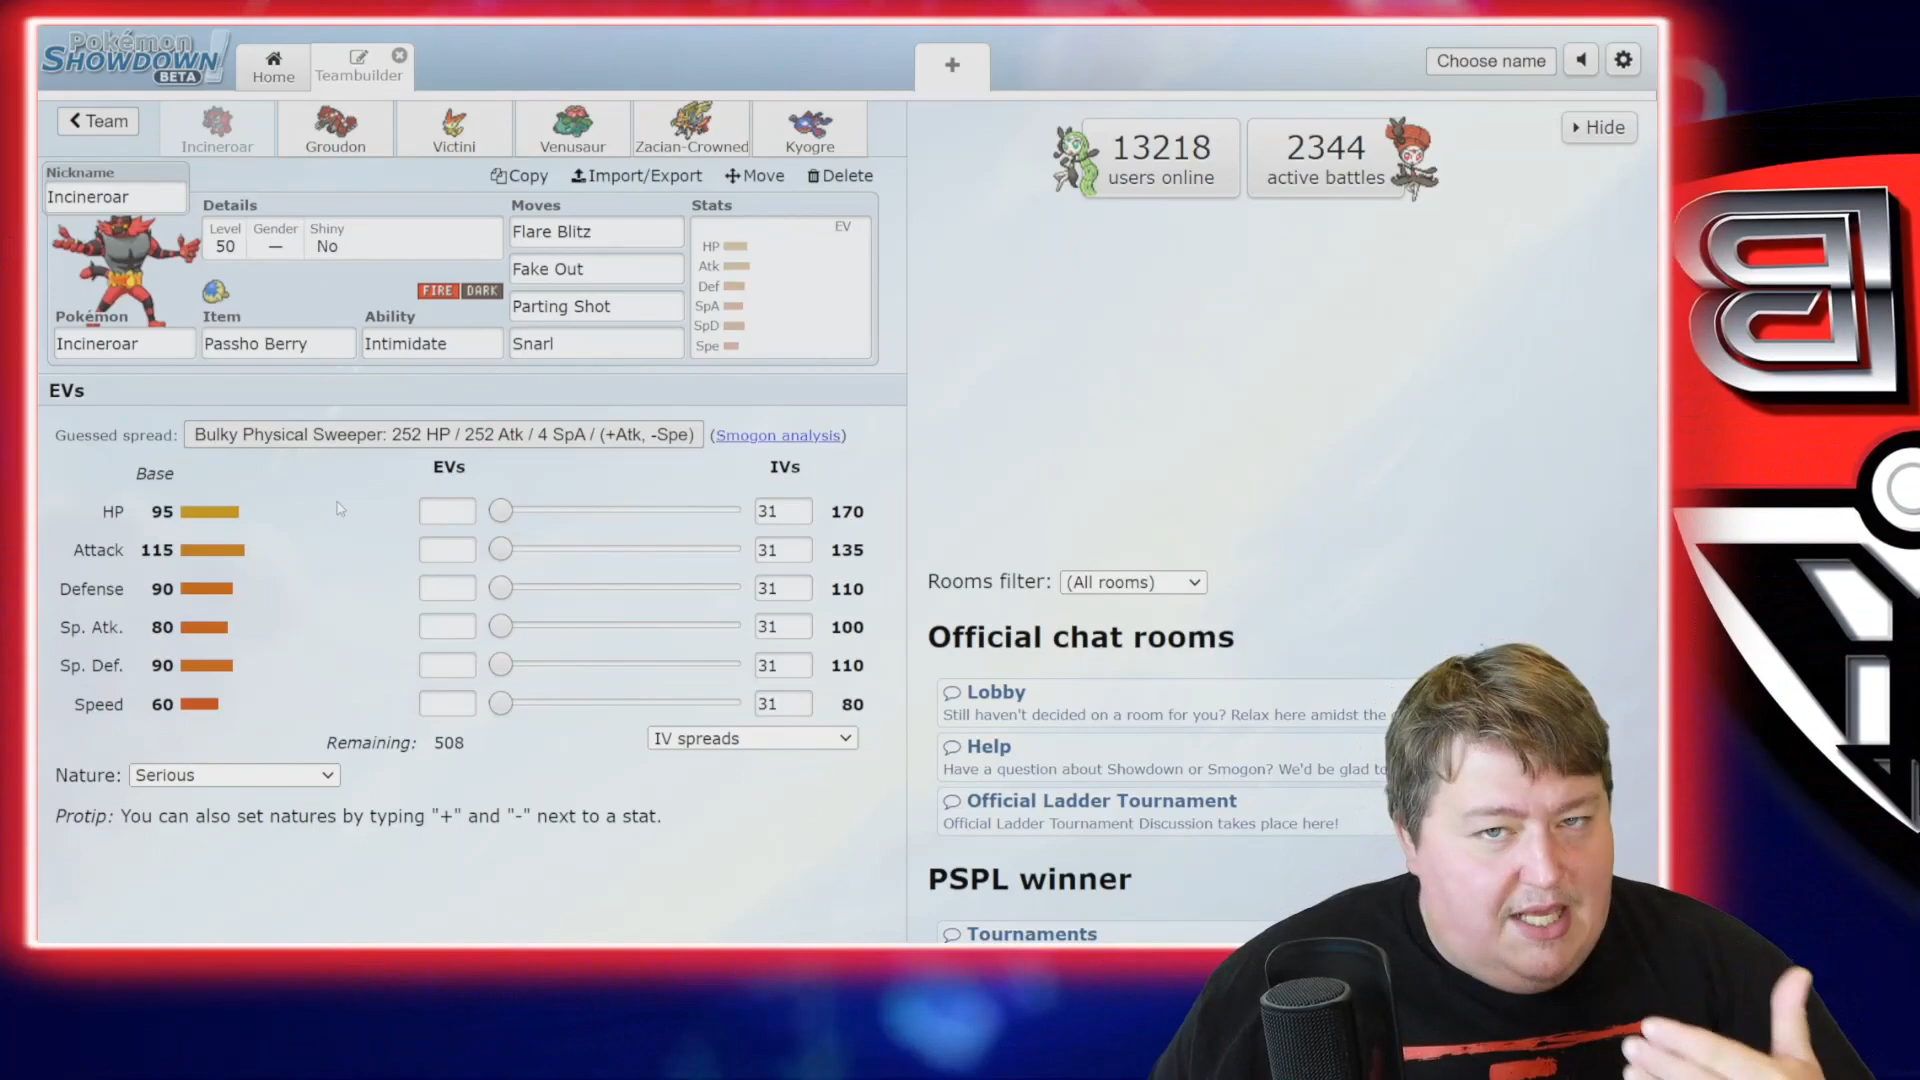 Pokémon
SHOWDOWN!
BETA
Home
Teambuilder
+
Choose name
Team
Incineroar
Groudon
Victini
Venusaur
Zacian-Crowned
Kyogre
13218
users online
2344
active battles
Hide
Nickname
Incineroar
Copy
Import/Export
Move
Delete
Details
Moves
Stats
Level
Gender
Shiny
50
—
No
Flare Blitz
Fake Out
Parting Shot
Snarl
EV
HP
Atk
Def
SpA
SpD
Spe
FIRE DARK
Pokémon
Item
Ability
Incineroar
Passho Berry
Intimidate
EVs
Guessed spread: Bulky Physical Sweeper: 252 HP / 252 Atk / 4 SpA / (+Atk, -Spe) (Smogon analysis)
Base
EVs
IVs
HP 95 31 170
Attack 115 31 135
Defense 90 31 110
Sp. Atk. 80 31 100
Sp. Def. 90 31 110
Speed 60 31 80
Remaining: 508
IV spreads
Nature: Serious
Protip: You can also set natures by typing "+" and "-" next to a stat.
Rooms filter: (All rooms)
Official chat rooms
Lobby
Still haven't decided on a room for you? Relax here amidst the
Help
Have a question about Showdown or Smogon? We'd be glad to
Official Ladder Tournament
Official Ladder Tournament Discussion takes place here!
PSPL winner
Tournaments